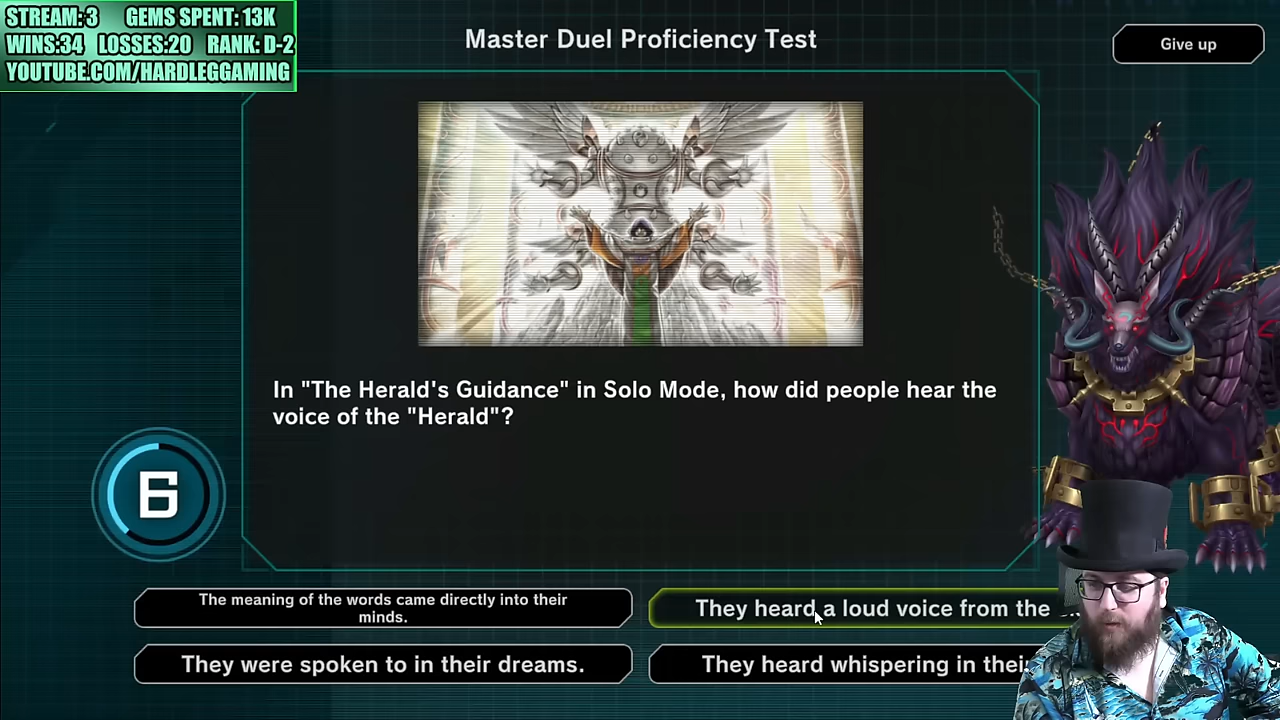 STREAM: 3 GEMS SPENT: 13K
WINS:34 LOSSES:20 RANK: D-2
YOUTUBE.COM/HARDLEGGAMING
Master Duel Proficiency Test
Give up
In "The Herald's Guidance" in Solo Mode, how did people hear the
voice of the "Herald"?
6
The meaning of the words came directly into their
minds.
They heard a loud voice from the
They were spoken to in their dreams.
They heard whispering in